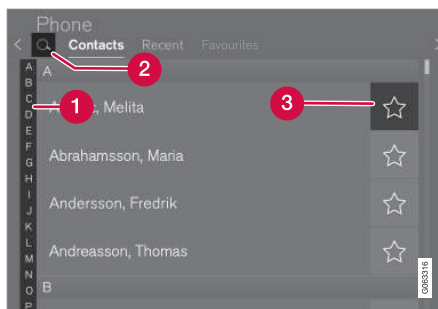 Phone
Contacts Recent Favourites
2
A
A
B
C
D
1
Melita
3
E
F
G
Abrahamsson, Maria
H
I
J
Andersson, Fredrik
K
L
M
Andreasson, Thomas
N
O
B
P
G063316